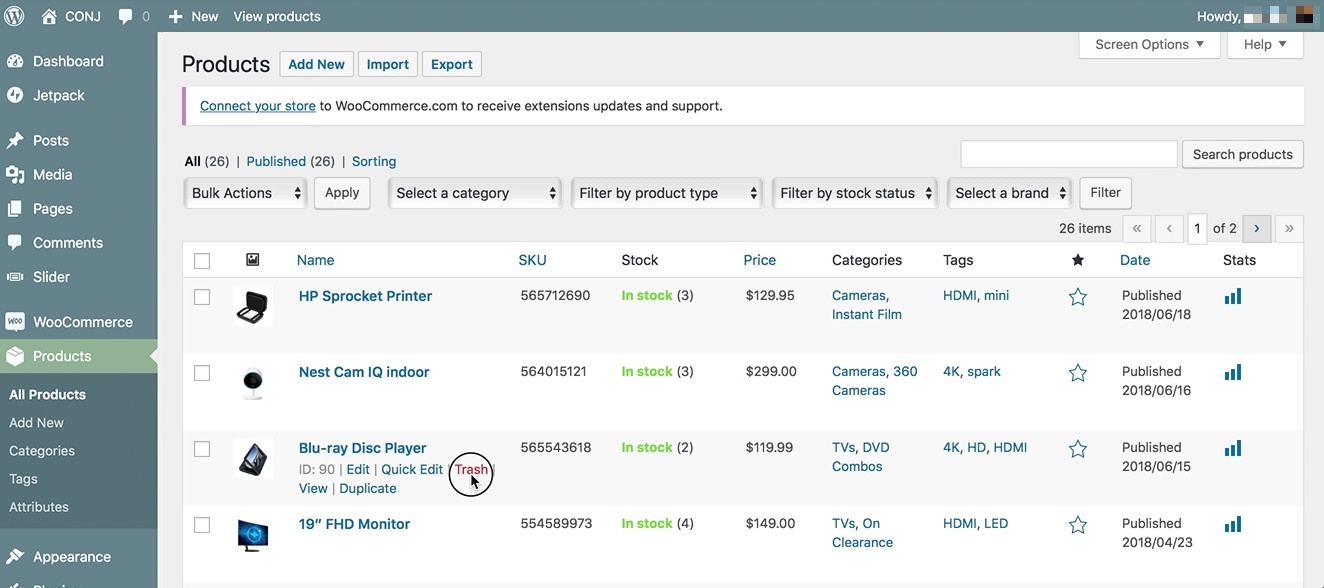 CONJ 0 New View products Howdy,
Screen Options Help
Dashboard
Jetpack
Posts
Media
Pages
Comments
Slider
WOO WooCommerce
Products
All Products
Add New
Categories
Tags
Attributes
Appearance
Products Add New Import Export
Connect your store to WooCommerce.com to receive extensions updates and support.
All (26) | Published (26) | Sorting
Search products
Bulk Actions Apply Select a category Filter by product type Filter by stock status Select a brand Filter
26 items « ‹ 1 of 2 › »
Name SKU Stock Price Categories Tags Date Stats
HP Sprocket Printer 565712690 In stock (3) $129.95 Cameras, HDMI, mini Published
Instant Film 2018/06/18
Nest Cam IQ indoor 564015121 In stock (3) $299.00 Cameras, 360 4K, spark Published
Cameras 2018/06/16
Blu-ray Disc Player 565543618 In stock (2) $119.99 TVs, DVD 4K, HD, HDMI Published
ID: 90 | Edit | Quick Edit | Trash | Combos 2018/06/15
View | Duplicate
19” FHD Monitor 554589973 In stock (4) $149.00 TVs, On HDMI, LED Published
Clearance 2018/04/23